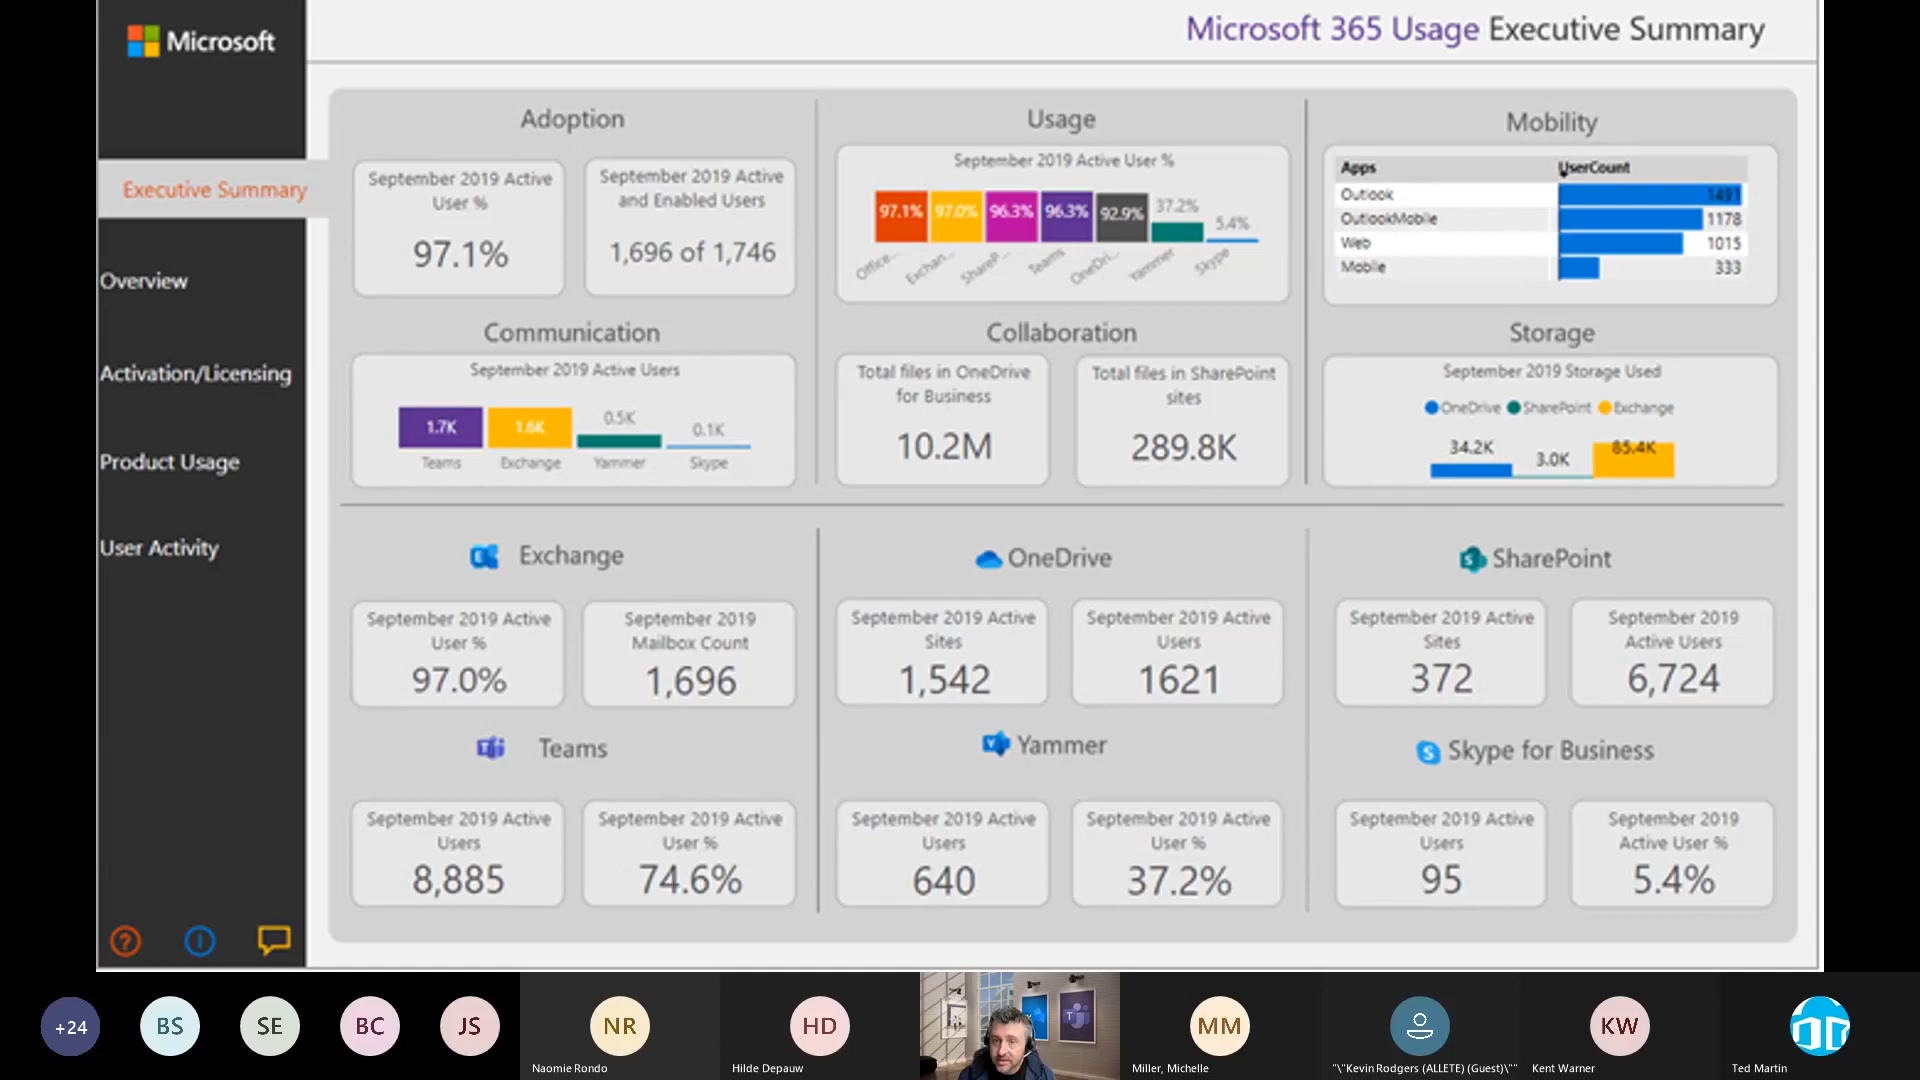 Microsoft
Microsoft 365 Usage Executive Summary
Executive Summary
Overview
Activation/Licensing
Product Usage
User Activity
Adoption
September 2019 Active
User %
97.1%
September 2019 Active
and Enabled Users
1,696 of 1,746
Usage
September 2019 Active User %
97.1% 97.0% 96.3% 96.3% 92.9% 37.2% 5.4%
Office... Exchan... ShareP... Teams OneDri... Yammer Skype
Mobility
Apps UserCount
Outlook 1491
OutlookMobile 1178
Web 1015
Mobile 333
Communication
September 2019 Active Users
1.7K 1.6K 0.5K 0.1K
Teams Exchange Yammer Skype
Collaboration
Total files in OneDrive
for Business
10.2M
Total files in SharePoint
sites
289.8K
Storage
September 2019 Storage Used
OneDrive SharePoint Exchange
34.2K 3.0K 85.4K
Exchange
September 2019 Active
User %
97.0%
September 2019
Mailbox Count
1,696
OneDrive
September 2019 Active
Sites
1,542
September 2019 Active
Users
1621
SharePoint
September 2019 Active
Sites
372
September 2019
Active Users
6,724
Teams
September 2019 Active
Users
8,885
September 2019 Active
User %
74.6%
Yammer
September 2019 Active
Users
640
September 2019 Active
User %
37.2%
Skype for Business
September 2019 Active
Users
95
September 2019
Active User %
5.4%
+24
BS
SE
BC
JS
NR
Naomie Rondo
HD
Hilde Depauw
MM
Miller, Michelle
"\"Kevin Rodgers (ALLETE) (Guest)\""
KW
Kent Warner
Ted Martin